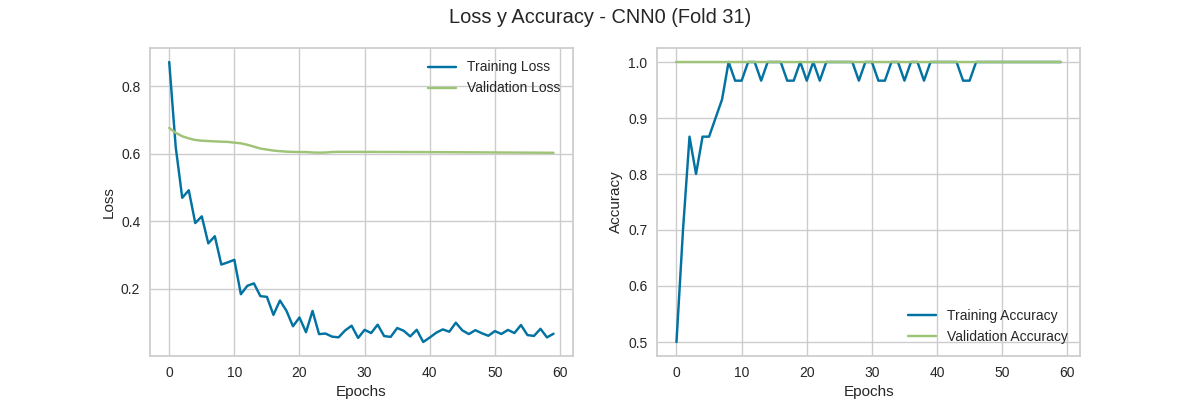 Loss y Accuracy - CNN0 (Fold 31)
Training Loss
Validation Loss
0.8
0.6
0.4
0.2
Loss
0 10 20 30 40 50 60
Epochs
1.0
0.9
0.8
0.7
0.6
0.5
Accuracy
Training Accuracy
Validation Accuracy
0 10 20 30 40 50 60
Epochs